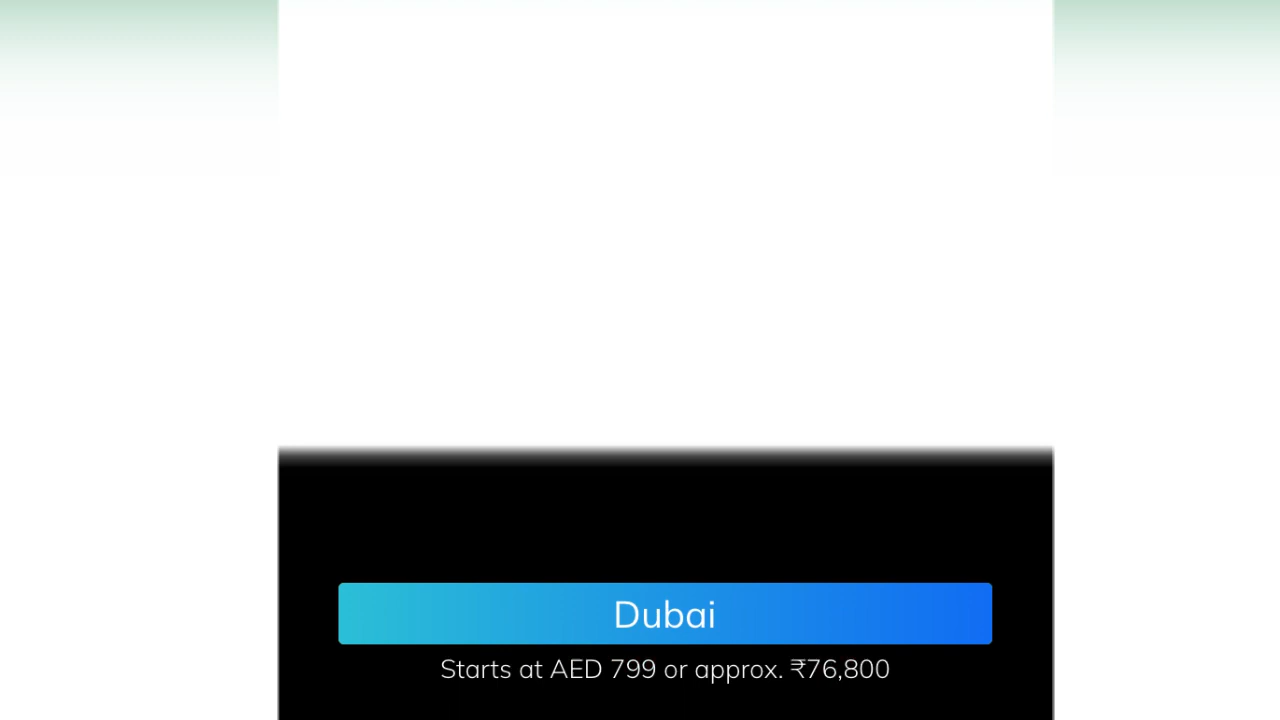 Dubai
Starts at AED 799 or approx. ₹76,800